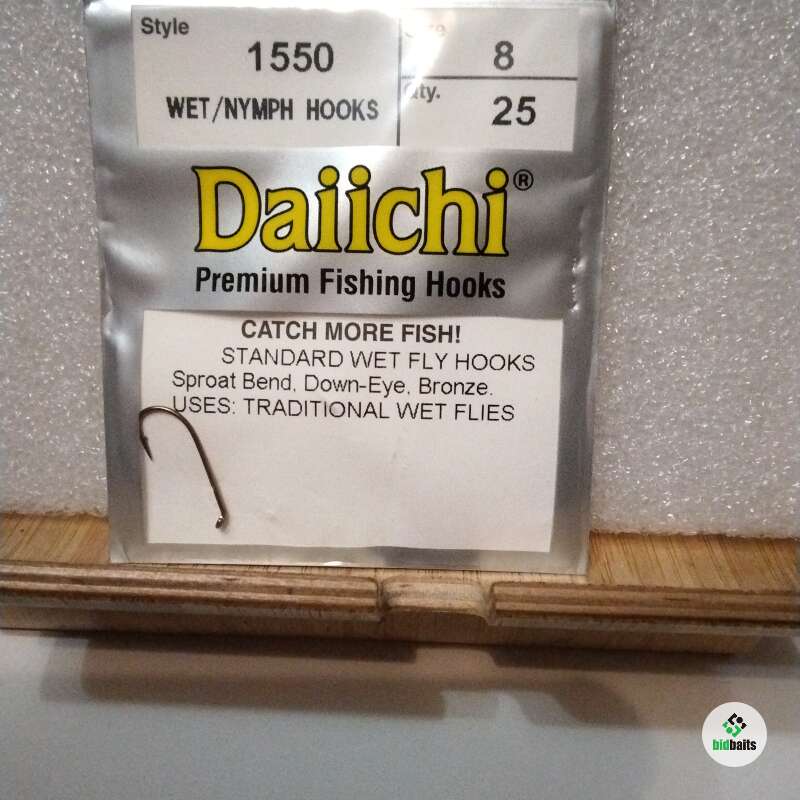 Style
1550
WET/NYMPH HOOKS
8
Qty.
25
Daiichi®
Premium Fishing Hooks
CATCH MORE FISH!
STANDARD WET FLY HOOKS
Sproat Bend, Down-Eye, Bronze.
USES: TRADITIONAL WET FLIES
bidbaits